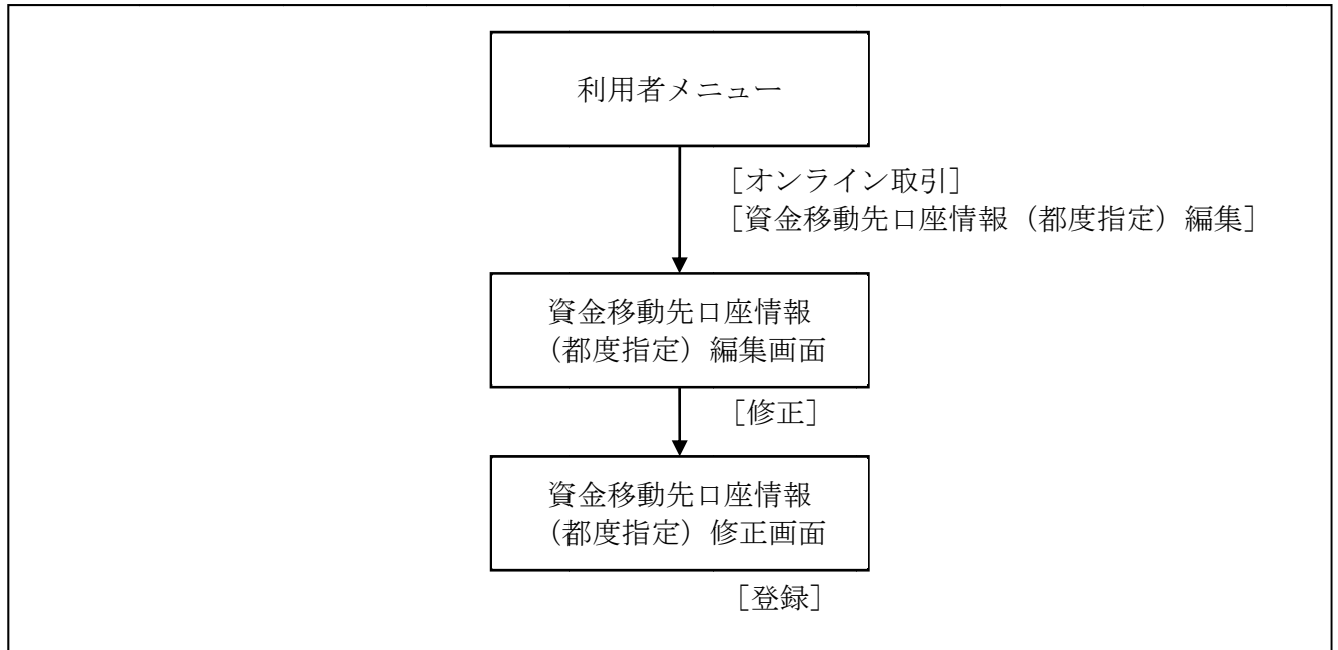 利用者メニュー
［オンライン取引］
［資金移動先口座情報（都度指定）編集］
資金移動先口座情報
（都度指定）編集画面
［修正］
資金移動先口座情報
（都度指定）修正画面
［登録］